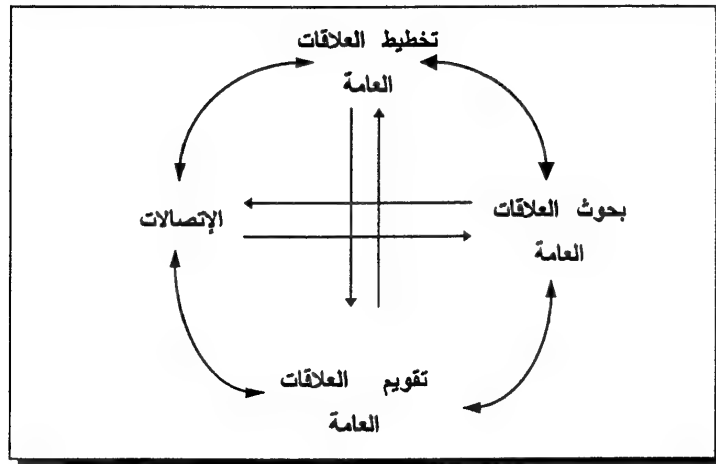 تخطيط العلاقات
العامة
بحوث العلاقات
العامة
الإتصالات
تقويم العلاقات
العامة